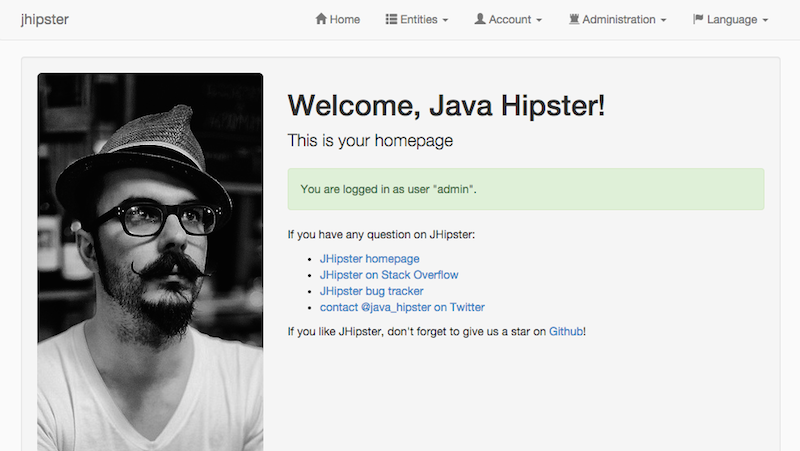 jhipster
Home
Entities
Account
Administration
Language
Welcome, Java Hipster!
This is your homepage
You are logged in as user "admin".
If you have any question on JHipster:
JHipster homepage
JHipster on Stack Overflow
JHipster bug tracker
contact @java_hipster on Twitter
If you like JHipster, don't forget to give us a star on Github!